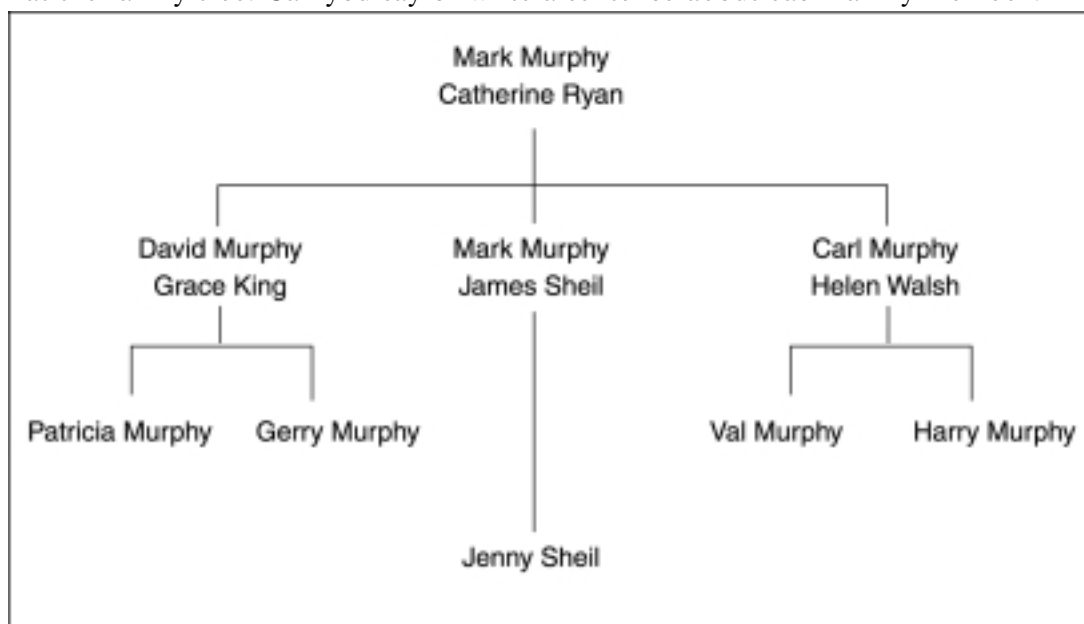 Mark Murphy
Catherine Ryan
David Murphy
Grace King
Mark Murphy
James Sheil
Carl Murphy
Helen Walsh
Patricia Murphy
Gerry Murphy
Val Murphy
Harry Murphy
Jenny Sheil